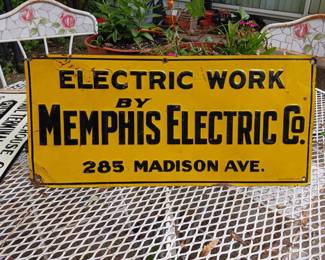 ELECTRIC WORK
BY
MEMPHIS ELECTRIC CO.
285 MADISON AVE.